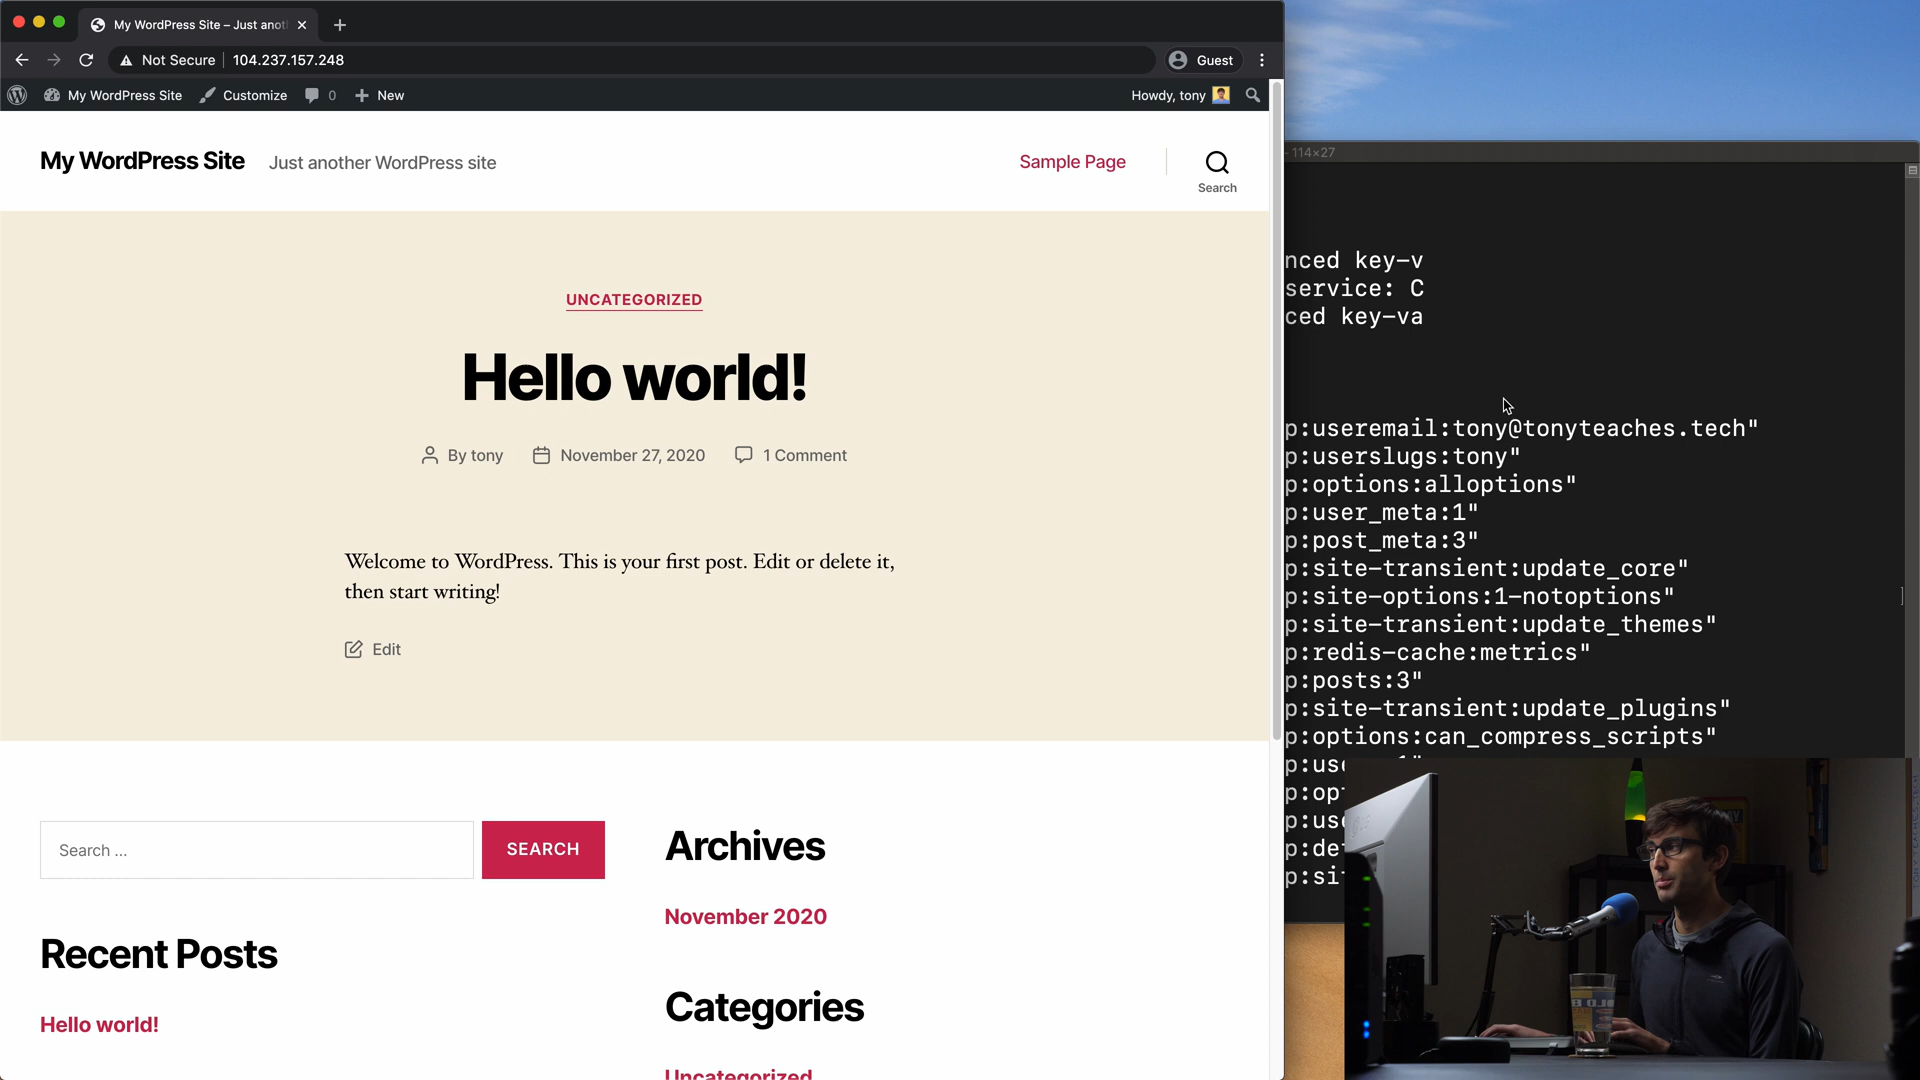 My WordPress Site – Just anot
Not Secure
104.237.157.248
Guest
My WordPress Site
Customize
0
New
Howdy, tony
My WordPress Site
Just another WordPress site
Sample Page
Search
UNCATEGORIZED
Hello world!
By tony
November 27, 2020
1 Comment
Welcome to WordPress. This is your first post. Edit or delete it,
then start writing!
Edit
Search …
SEARCH
Archives
November 2020
Recent Posts
Categories
Hello world!
Uncategorized
114×27
nced key-v
service: C
ced key-va
p:useremail:tony@tonyteaches.tech"
p:userslugs:tony"
p:options:alloptions"
p:user_meta:1"
p:post_meta:3"
p:site-transient:update_core"
p:site-options:1-notoptions"
p:site-transient:update_themes"
p:redis-cache:metrics"
p:posts:3"
p:site-transient:update_plugins"
p:options:can_compress_scripts"
p:us
p:op
p:us
p:de
p:si